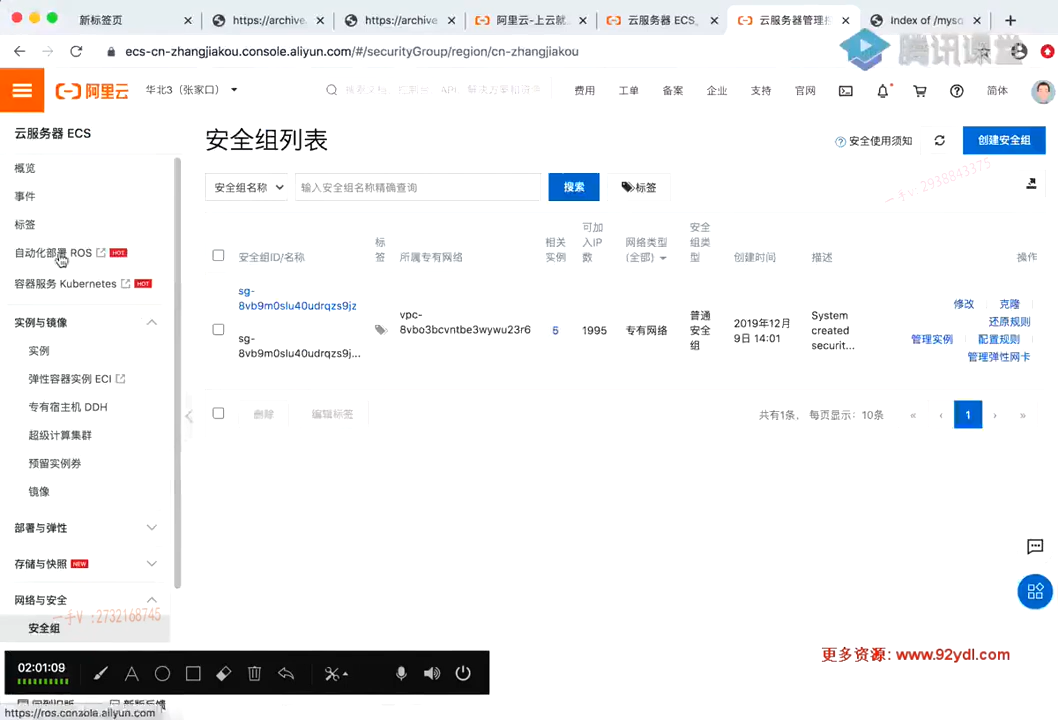 新标签页
https://archive.
https://archive
阿里云-上云就
云服务器 ECS_
云服务器管理控
Index of /mysq
ecs-cn-zhangjiakou.console.aliyun.com/#/securityGroup/region/cn-zhangjiakou
腾讯课堂
阿里云
华北3（张家口）
费用
工单
备案
企业
支持
官网
简体
云服务器 ECS
概览
事件
标签
自动化部署 ROS
HOT
容器服务 Kubernetes
HOT
实例与镜像
实例
弹性容器实例 ECI
专有宿主机 DDH
超级计算集群
预留实例券
镜像
部署与弹性
存储与快照
NEW
网络与安全
安全组
安全组列表
安全使用须知
创建安全组
安全组名称
输入安全组名称精确查询
搜索
标签
一手V：2938843375
安全组ID/名称
标签
所属专有网络
相关实例
可加入IP数
网络类型(全部)
安全组类型
创建时间
描述
操作
sg-
8vb9m0slu40udrqzs9jz
sg-
8vb9m0slu40udrqzs9j...
vpc-
8vbo3bcvntbe3wywu23r6
5
1995
专有网络
普通安全组
2019年12月
9日 14:01
System
created
securit...
修改
克隆
还原规则
管理实例
配置规则
管理弹性网卡
删除
编辑标签
共有1条，
每页显示：10条
«
‹
1
›
»
一手V：2732168745
02:01:09
更多资源: www.92ydl.com
https://ros.console.aliyun.com